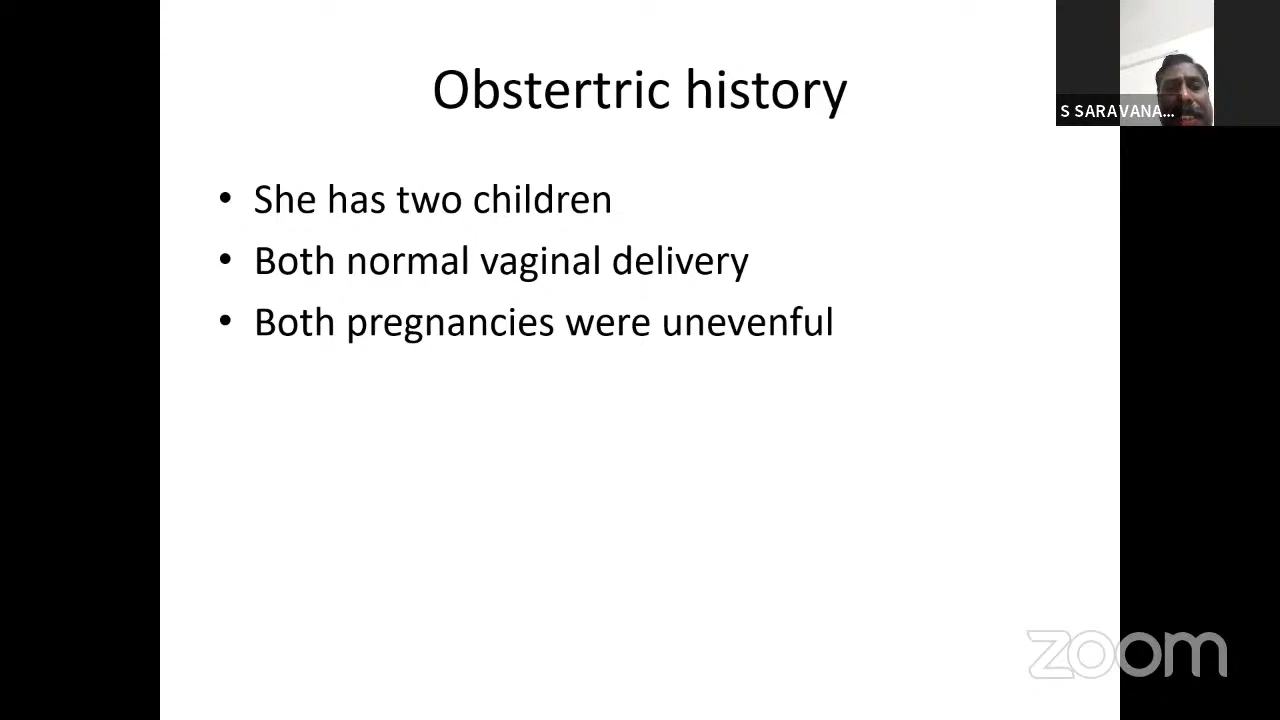 Obstertric history
S SARAVANA...
• She has two children
• Both normal vaginal delivery
• Both pregnancies were unevenful
zoom